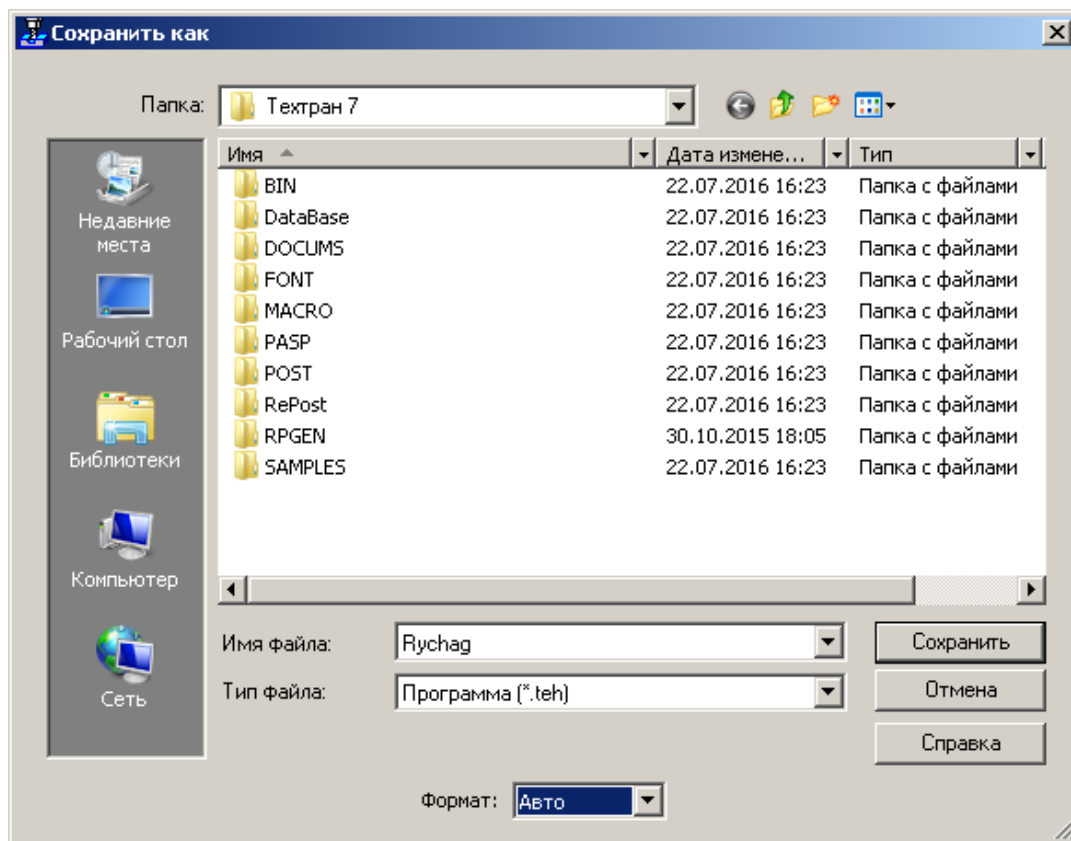 Сохранить как
Папка: Техтран 7
Имя Дата измене... Тип
BIN 22.07.2016 16:23 Папка с файлами
DataBase 22.07.2016 16:23 Папка с файлами
DOCUMS 22.07.2016 16:23 Папка с файлами
FONT 22.07.2016 16:23 Папка с файлами
MACRO 22.07.2016 16:23 Папка с файлами
PASP 22.07.2016 16:23 Папка с файлами
POST 22.07.2016 16:23 Папка с файлами
RePost 22.07.2016 16:23 Папка с файлами
RPGEN 30.10.2015 18:05 Папка с файлами
SAMPLES 22.07.2016 16:23 Папка с файлами
Недавние
места
Рабочий стол
Библиотеки
Компьютер
Сеть
Имя файла: Rychag Сохранить
Тип файла: Программа (*.teh) Отмена
Справка
Формат: Авто